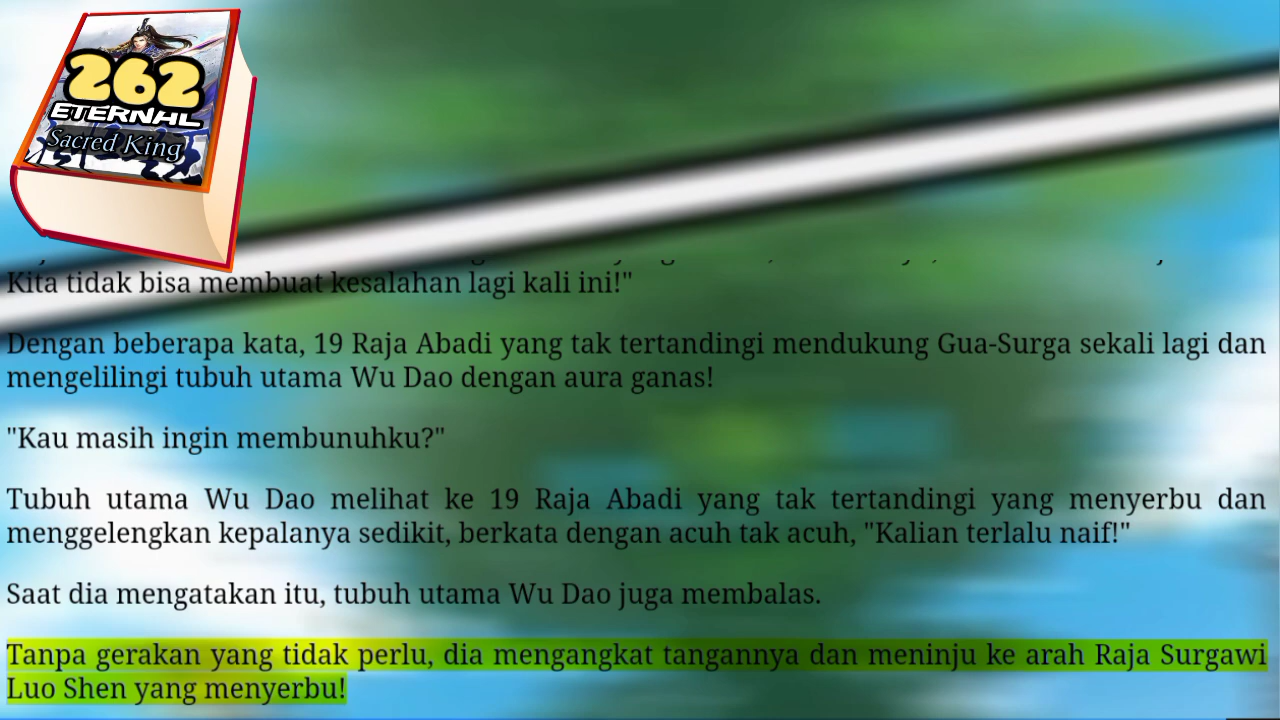 262
ETERNAL
Sacred King
Kita tidak bisa membuat kesalahan lagi kali ini!"
Dengan beberapa kata, 19 Raja Abadi yang tak tertandingi mendukung Gua-Surga sekali lagi dan
mengelilingi tubuh utama Wu Dao dengan aura ganas!
"Kau masih ingin membunuhku?"
Tubuh utama Wu Dao melihat ke 19 Raja Abadi yang tak tertandingi yang menyerbu dan
menggelengkan kepalanya sedikit, berkata dengan acuh tak acuh, "Kalian terlalu naif!"
Saat dia mengatakan itu, tubuh utama Wu Dao juga membalas.
Tanpa gerakan yang tidak perlu, dia mengangkat tangannya dan meninju ke arah Raja Surgawi
Luo Shen yang menyerbu!